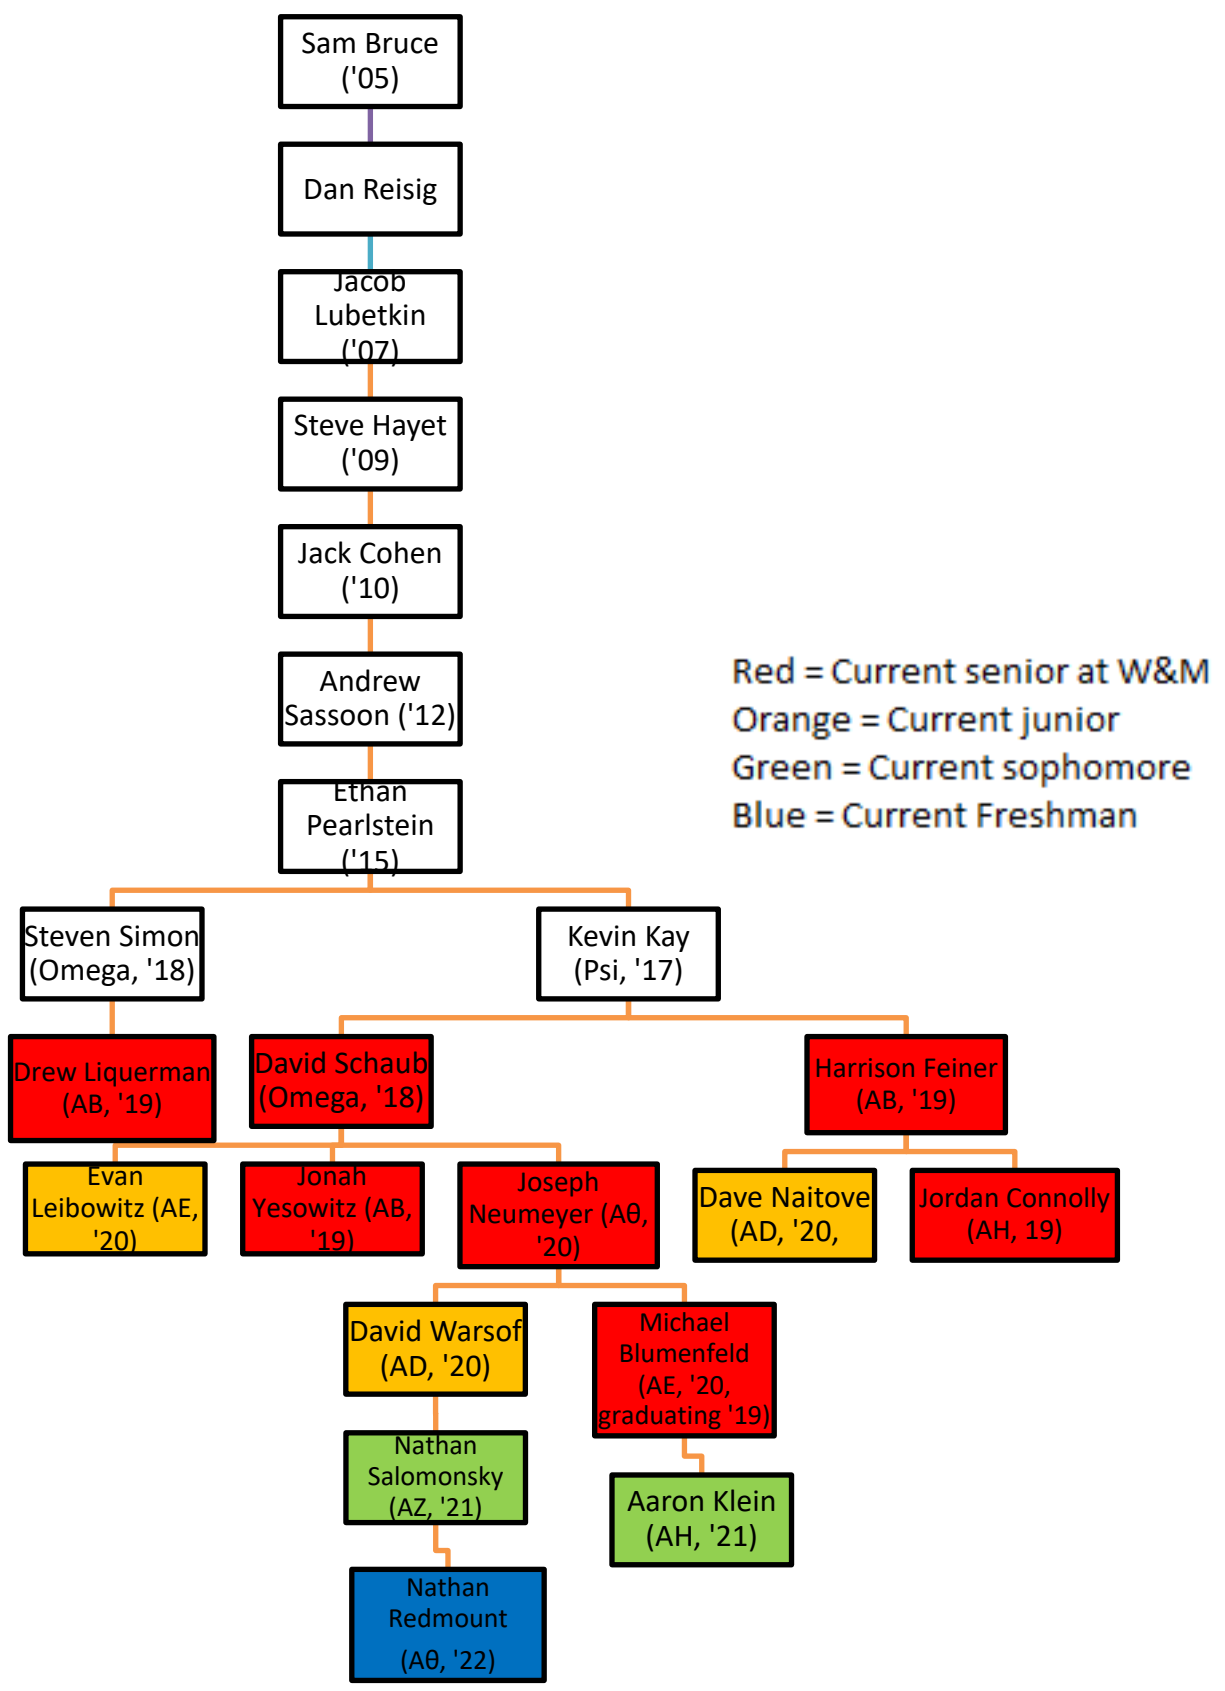 Sam Bruce
('05)
Dan Reisig
Jacob
Lubetkin
('07)
Steve Hayet
('09)
Jack Cohen
('10)
Andrew
Sassoon ('12)
Ethan
Pearlstein
('15)
Red = Current senior at W&M
Orange = Current junior
Green = Current sophomore
Blue = Current Freshman
Steven Simon
(Omega, '18)
Kevin Kay
(Psi, '17)
Drew Liquerman
(AB, '19)
David Schaub
(Omega, '18)
Harrison Feiner
(AB, '19)
Evan
Leibowitz (AE,
'20)
Jonah
Yesowitz (AB,
'19)
Joseph
Neumeyer (Aθ,
'20)
Dave Naitove
(AD, '20,
Jordan Connolly
(AH, 19)
David Warsof
(AD, '20)
Michael
Blumenfeld
(AE, '20,
graduating '19)
Nathan
Salomonsky
(AZ, '21)
Aaron Klein
(AH, '21)
Nathan
Redmount
(Aθ, '22)